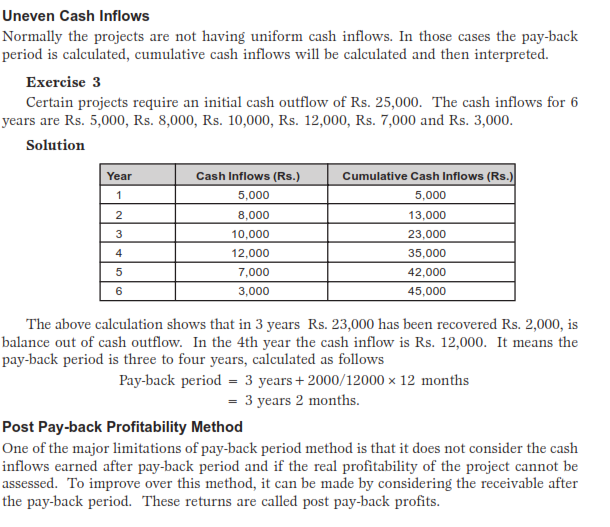 Uneven Cash Inflows
Normally the projects are not having uniform cash inflows. In those cases the pay-back
period is calculated, cumulative cash inflows will be calculated and then interpreted.
Exercise 3
Certain projects require an initial cash outflow of Rs. 25,000. The cash inflows for 6
years are Rs. 5,000, Rs. 8,000, Rs. 10,000, Rs. 12,000, Rs. 7,000 and Rs. 3,000.
Solution
Year Cash Inflows (Rs.) Cumulative Cash Inflows (Rs.)
1 5,000 5,000
2 8,000 13,000
3 10,000 23,000
4 12,000 35,000
5 7,000 42,000
6 3,000 45,000
The above calculation shows that in 3 years Rs. 23,000 has been recovered Rs. 2,000, is
balance out of cash outflow. In the 4th year the cash inflow is Rs. 12,000. It means the
pay-back period is three to four years, calculated as follows
Pay-back period = 3 years + 2000/12000 × 12 months
= 3 years 2 months.
Post Pay-back Profitability Method
One of the major limitations of pay-back period method is that it does not consider the cash
inflows earned after pay-back period and if the real profitability of the project cannot be
assessed. To improve over this method, it can be made by considering the receivable after
the pay-back period. These returns are called post pay-back profits.